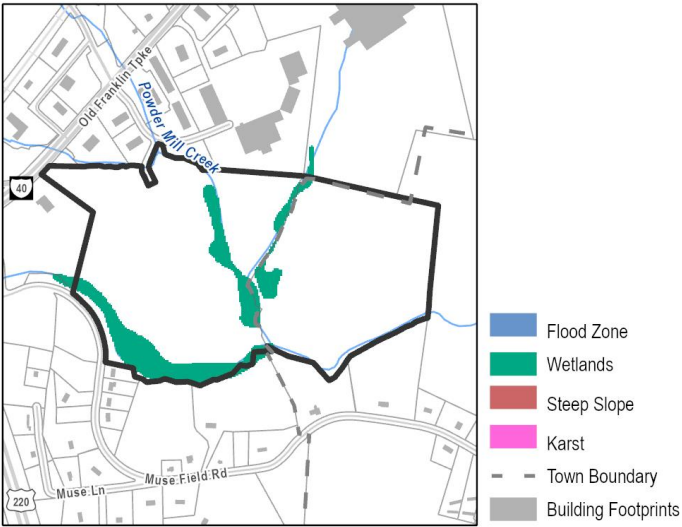 Old Franklin Tpke
Powder Mill Creek
40
Muse Field Rd
Muse Ln
220
Flood Zone
Wetlands
Steep Slope
Karst
Town Boundary
Building Footprints